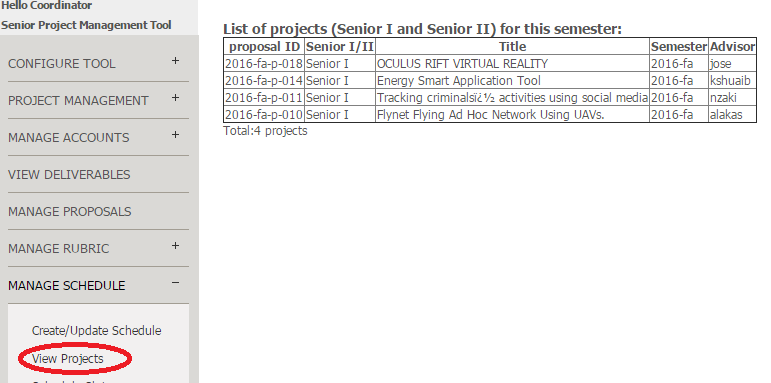 Hello Coordinator
Senior Project Management Tool
CONFIGURE TOOL +
PROJECT MANAGEMENT +
MANAGE ACCOUNTS +
VIEW DELIVERABLES
MANAGE PROPOSALS
MANAGE RUBRIC +
MANAGE SCHEDULE −
Create/Update Schedule
View Projects
List of projects (Senior I and Senior II) for this semester:
proposal ID Senior I/II Title Semester Advisor
2016-fa-p-018 Senior I OCULUS RIFT VIRTUAL REALITY 2016-fa jose
2016-fa-p-014 Senior I Energy Smart Application Tool 2016-fa kshuaib
2016-fa-p-011 Senior I Tracking criminalsï¿½ activities using social media 2016-fa nzaki
2016-fa-p-010 Senior I Flynet Flying Ad Hoc Network Using UAVs. 2016-fa alakas
Total:4 projects